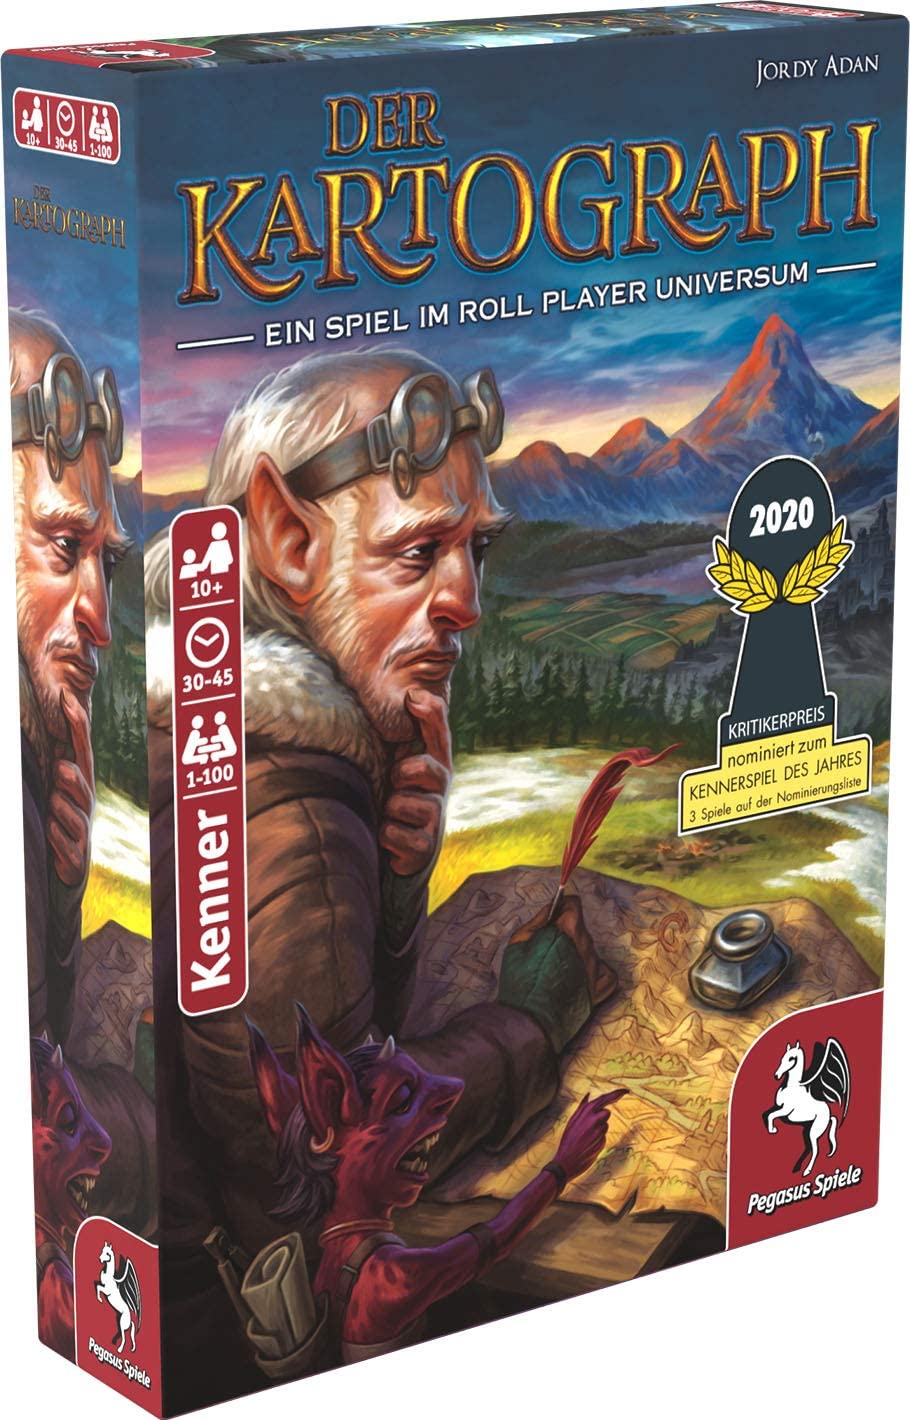 JORDY ADAN
DER
KARTOGRAPH
EIN SPIEL IM ROLL PLAYER UNIVERSUM
10+
30-45
1-100
Kenner
2020
KRITIKERPREIS
nominiert zum
KENNERSPIEL DES JAHRES
3 Spiele auf der Nominierungsliste
Pegasus Spiele
10+
30-45
1-100
DER
KARTOGRAPH
Pegasus Spiele
Pegasus Spiele